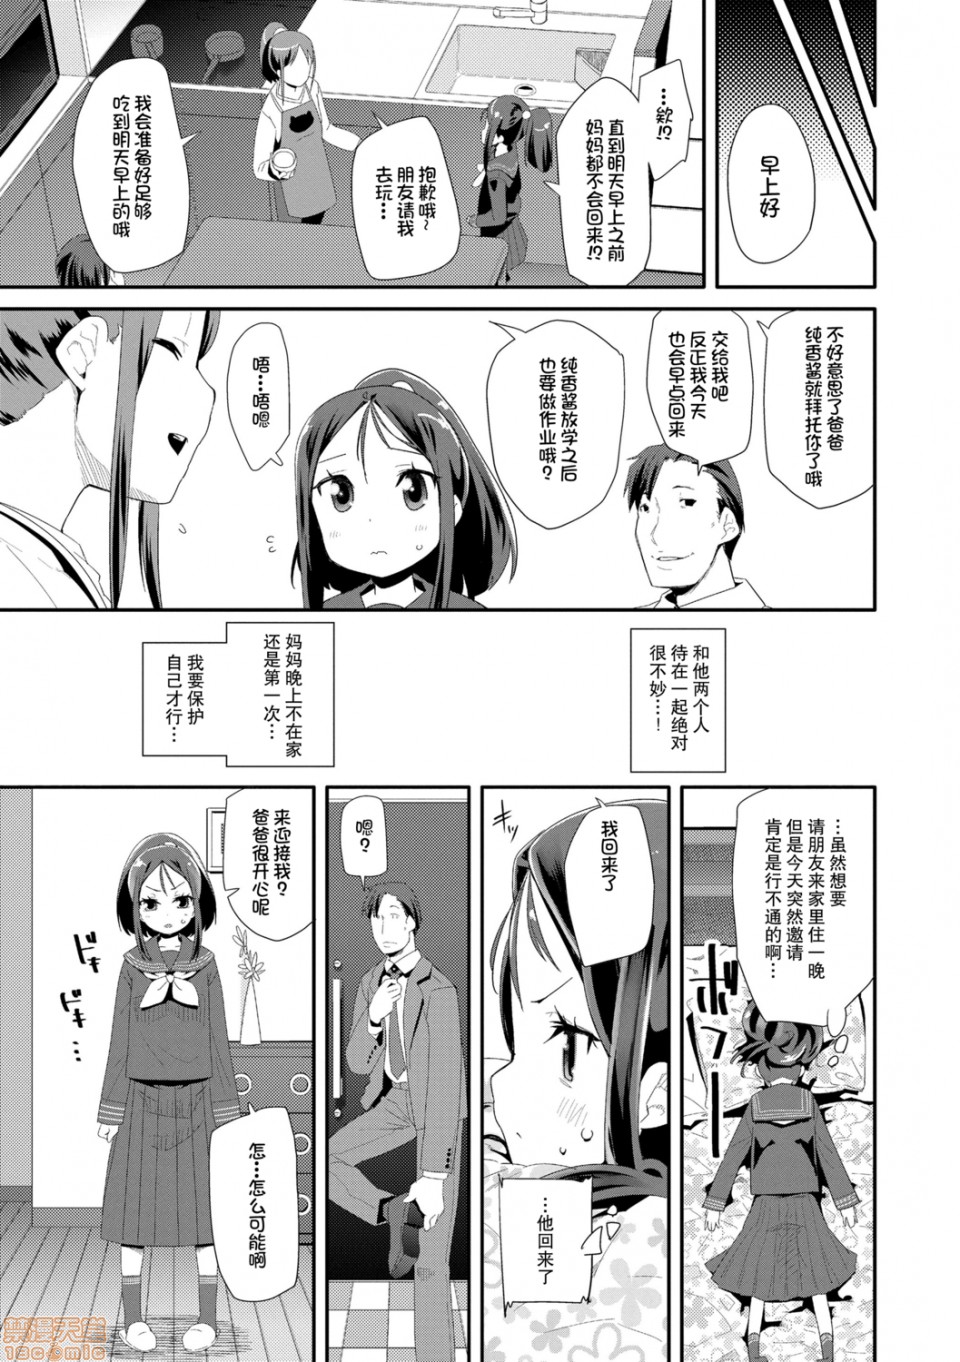 早上好
…欸!?
直到明天早上之前
妈妈都不会回来!?
抱歉哦~
朋友请我
去玩…
我会准备好足够
吃到明天早上的哦
不好意思了爸爸
纯香酱就拜托你了哦
交给我吧
反正我今天
也会早点回来
纯香酱放学之后
也要做作业哦?
唔…唔嗯
和他两个人
待在一起绝对
很不妙…!
妈妈晚上不在家
还是第一次…
我要保护
自己才行…
…虽然想要
请朋友来家里住一晚
但是今天突然邀请
肯定是行不通的啊…
ボフッ
我回来了
…他回来了
嗯?
来迎接我?
爸爸很开心呢
ドキ
ドキ…
怎…怎么可能啊
禁漫天堂
18comic